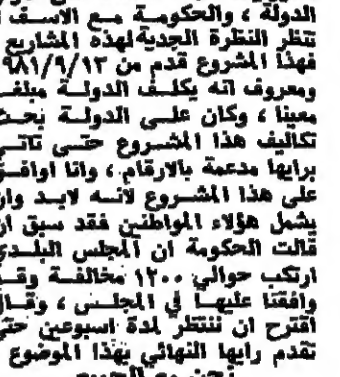 الدولة ، والحكومة مع الاسف
تنظر النظرة الجدية لهذه المشاريع
فهذا المشروع قدم من ٩٨١/٩/١٢
ومعروف انه يكلف الدولة مبلغ
معينا ، وكان على الدولة بحث
تكاليف هذا المشروع حتى تاتي
برايها مدعمة بالارقام ، وانا اوافق
على هذا المشروع لانه لابد وان
يشمل هؤلاء المواطنين فقد سبق ان
قالت الحكومة ان المجلس البلدي
ارتكب حوالي ١٢٠٠ مخالفة وقد
وافقنا عليها في المجلس ، وقال
اقترح ان ننتظر لمدة اسبوعين حتى
تقدم رايها النهائي بهذا الموضوع